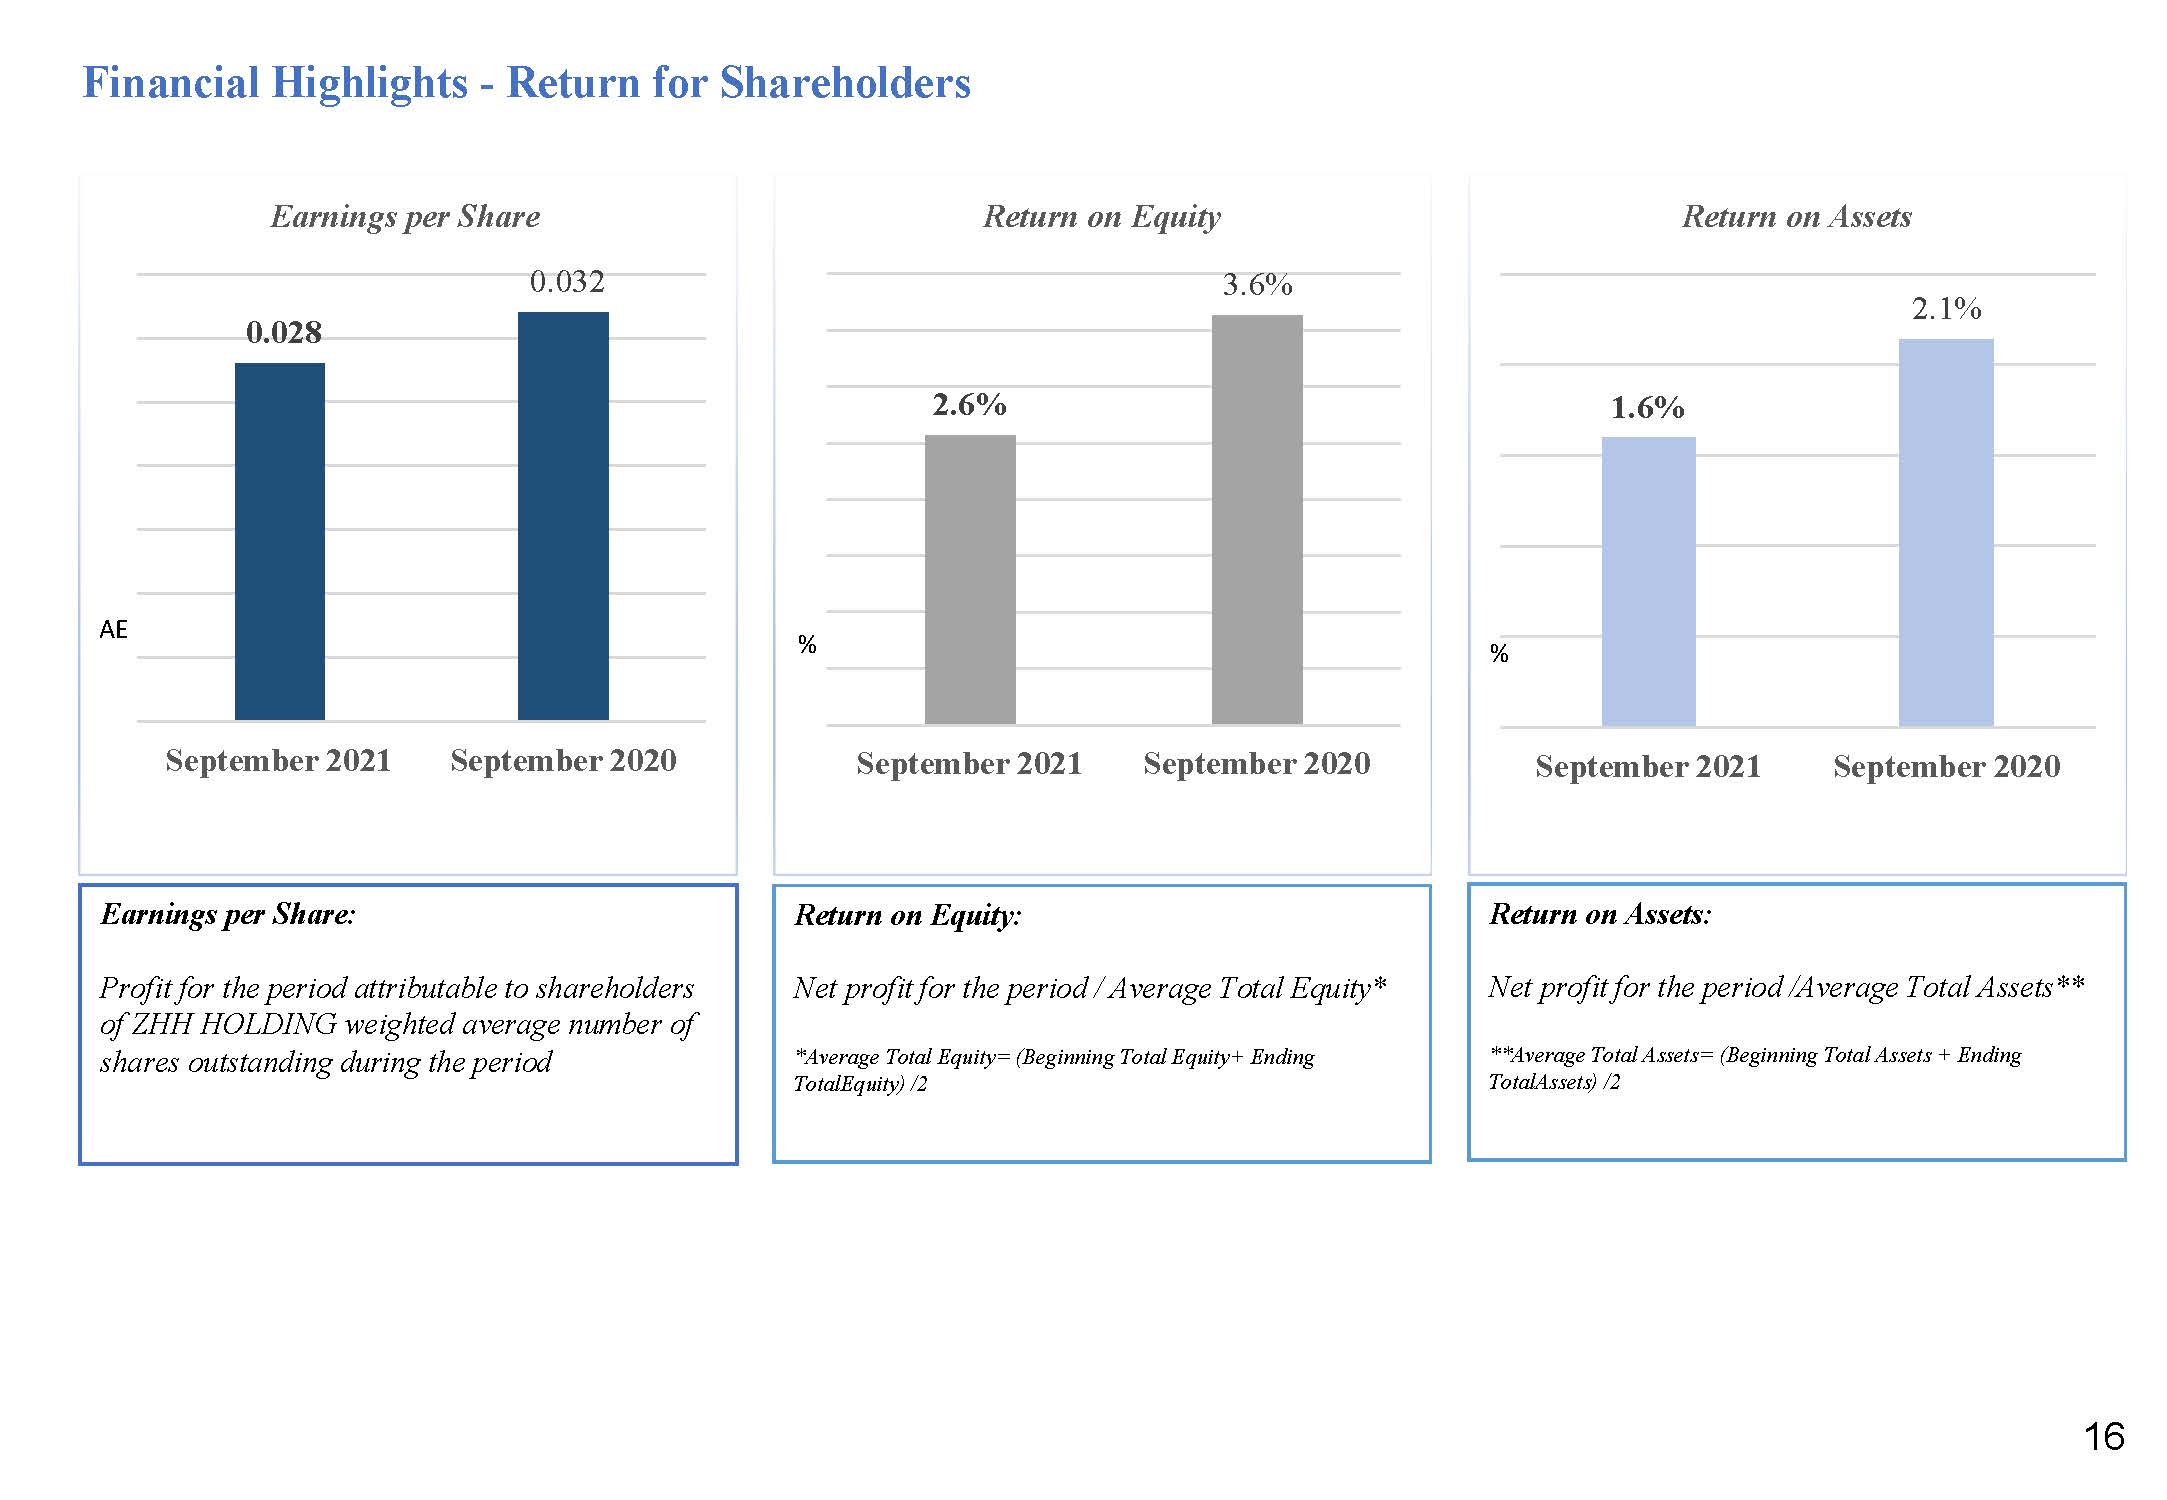 Financial Highlights - Return for Shareholders
Earnings per Share
0.028
0.032
AE
September 2021
September 2020
Return on Equity
2.6%
3.6%
%
September 2021
September 2020
Return on Assets
1.6%
2.1%
%
September 2021
September 2020
Earnings per Share:
Profit for the period attributable to shareholders
of ZHH HOLDING weighted average number of
shares outstanding during the period
Return on Equity:
Net profit for the period / Average Total Equity*
*Average Total Equity= (Beginning Total Equity+ Ending
TotalEquity) /2
Return on Assets:
Net profit for the period /Average Total Assets**
**Average Total Assets= (Beginning Total Assets + Ending
TotalAssets) /2
16